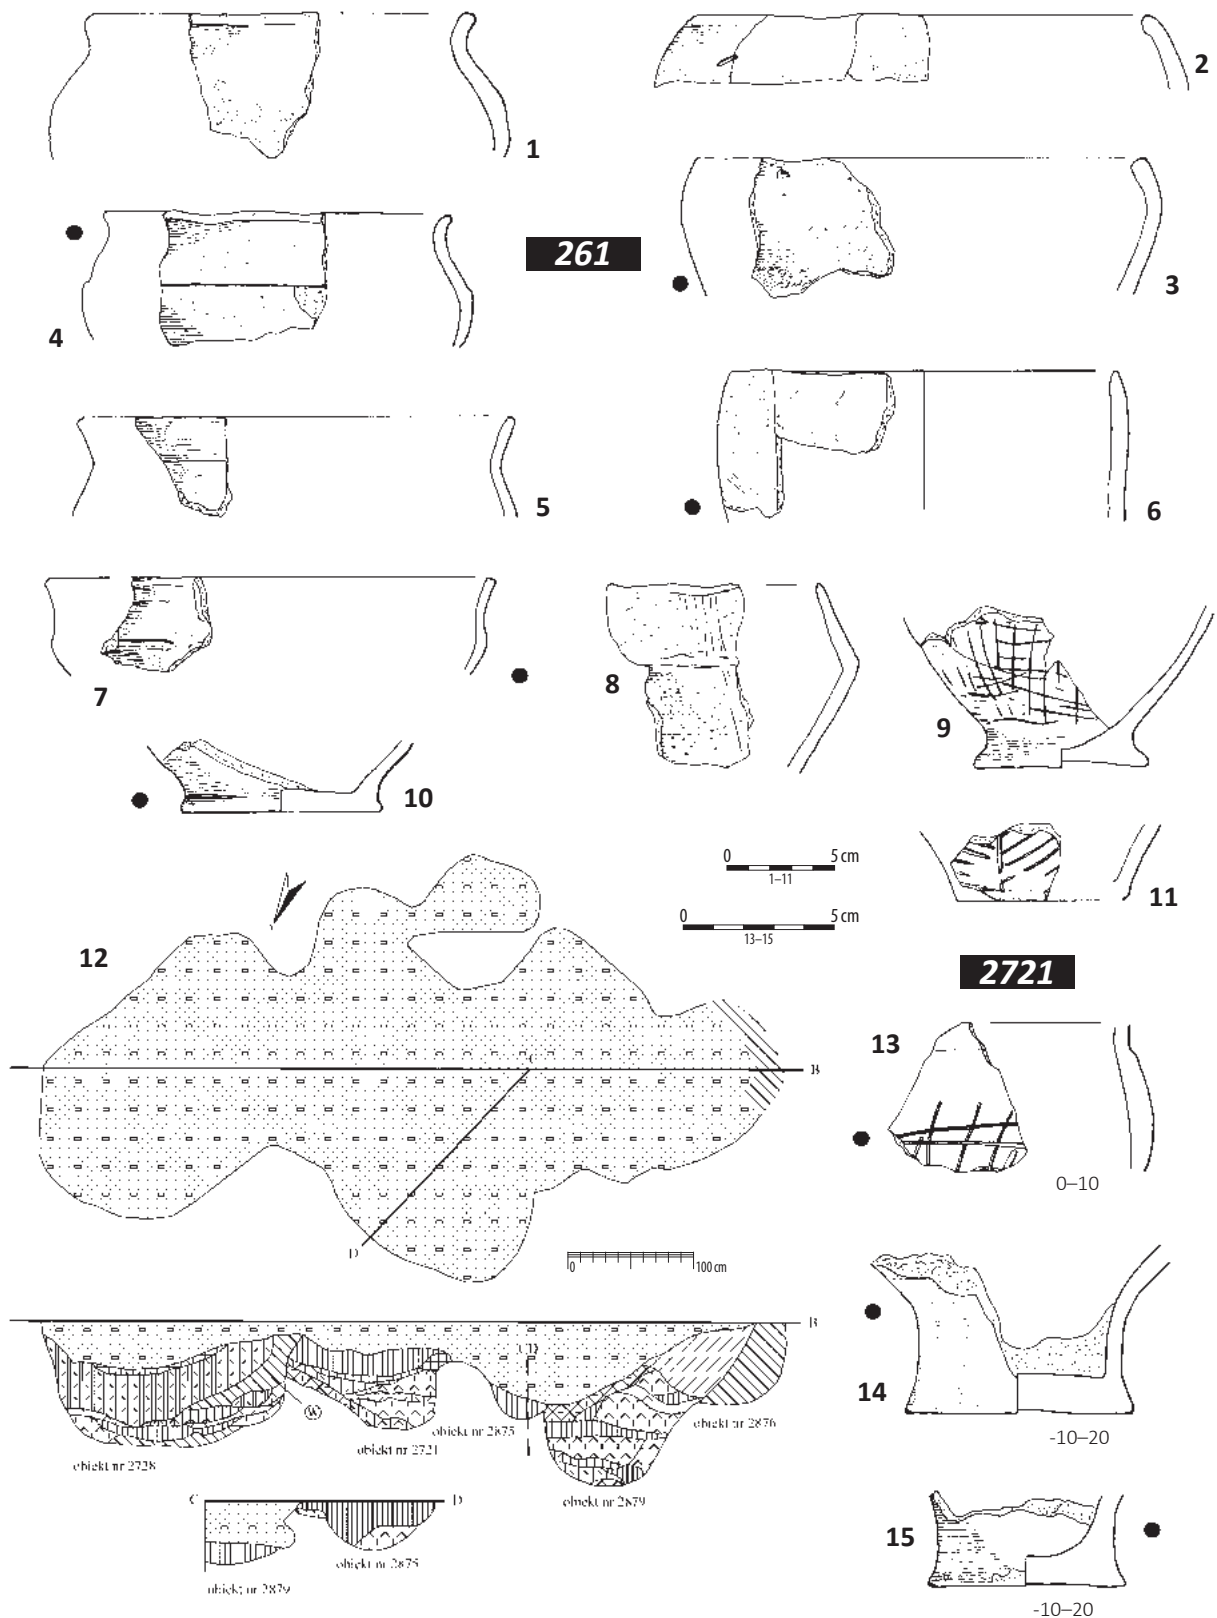 1
2
261
3
4
5
6
7
8
9
10
11
0 5 cm
1–11
0 5 cm
13–15
12
2721
13
0–10
C
B
D
0 100 cm
B
D
W
14
-10–20
obiekt nr 2728
obiekt nr 2721
obiekt nr 2875
obiekt nr 2876
obiekt nr 2879
C D
obiekt nr 2875
obiekt nr 2879
15
-10–20